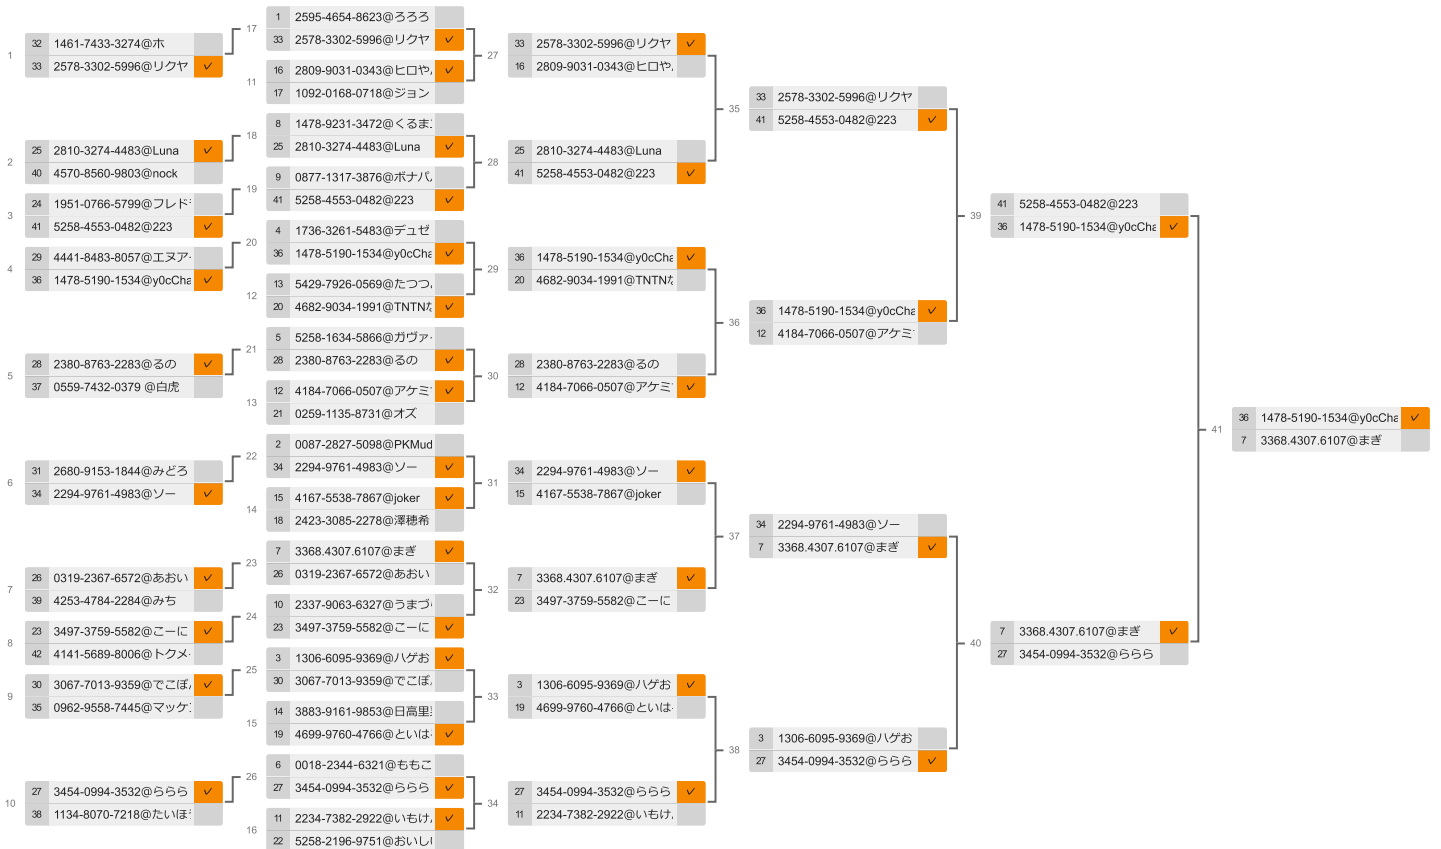 1
32 1461-7433-3274@ホ
33 2578-3302-5996@リクヤ ✓
2
25 2810-3274-4483@Luna ✓
40 4570-8560-9803@nock
3
24 1951-0766-5799@フレド
41 5258-4553-0482@223 ✓
4
29 4441-8483-8057@エヌア
36 1478-5190-1534@y0cCha ✓
5
28 2380-8763-2283@るの ✓
37 0559-7432-0379 @白虎
6
31 2680-9153-1844@みどろ
34 2294-9761-4983@ソー ✓
7
26 0319-2367-6572@あおい ✓
39 4253-4784-2284@みち
8
23 3497-3759-5582@こーに ✓
42 4141-5689-8006@トクメ
9
30 3067-7013-9359@でこぼ ✓
35 0962-9558-7445@マッケ
10
27 3454-0994-3532@ららら ✓
38 1134-8070-7218@たいほ
17
1 2595-4654-8623@ろろろ
33 2578-3302-5996@リクヤ ✓
11
16 2809-9031-0343@ヒロや ✓
17 1092-0168-0718@ジョン
18
8 1478-9231-3472@くるま
25 2810-3274-4483@Luna ✓
19
9 0877-1317-3876@ボナパ
41 5258-4553-0482@223 ✓
20
4 1736-3261-5483@デュゼ
36 1478-5190-1534@y0cCha ✓
12
13 5429-7926-0569@たつつ
20 4682-9034-1991@TNTNな ✓
21
5 5258-1634-5866@ガヴァ
28 2380-8763-2283@るの ✓
13
12 4184-7066-0507@アケミ ✓
21 0259-1135-8731@オズ
22
2 0087-2827-5098@PKMud
34 2294-9761-4983@ソー ✓
14
15 4167-5538-7867@joker ✓
18 2423-3085-2278@澤穂希
23
7 3368.4307.6107@まぎ ✓
26 0319-2367-6572@あおい
24
10 2337-9063-6327@うまづ
23 3497-3759-5582@こーに ✓
25
3 1306-6095-9369@ハゲお ✓
30 3067-7013-9359@でこぼ
15
14 3883-9161-9853@日高里
19 4699-9760-4766@といは ✓
26
6 0018-2344-6321@ももこ
27 3454-0994-3532@ららら ✓
16
11 2234-7382-2922@いもけ ✓
22 5258-2196-9751@おいし
27
33 2578-3302-5996@リクヤ ✓
16 2809-9031-0343@ヒロや
28
25 2810-3274-4483@Luna
41 5258-4553-0482@223 ✓
29
36 1478-5190-1534@y0cCha ✓
20 4682-9034-1991@TNTNな
30
28 2380-8763-2283@るの
12 4184-7066-0507@アケミ ✓
31
34 2294-9761-4983@ソー ✓
15 4167-5538-7867@joker
32
7 3368.4307.6107@まぎ ✓
23 3497-3759-5582@こーに
33
3 1306-6095-9369@ハゲお ✓
19 4699-9760-4766@といは
34
27 3454-0994-3532@ららら ✓
11 2234-7382-2922@いもけ
35
33 2578-3302-5996@リクヤ
41 5258-4553-0482@223 ✓
36
36 1478-5190-1534@y0cCha ✓
12 4184-7066-0507@アケミ
37
34 2294-9761-4983@ソー
7 3368.4307.6107@まぎ ✓
38
3 1306-6095-9369@ハゲお
27 3454-0994-3532@ららら ✓
39
41 5258-4553-0482@223
36 1478-5190-1534@y0cCha ✓
40
7 3368.4307.6107@まぎ ✓
27 3454-0994-3532@ららら
41
36 1478-5190-1534@y0cCha ✓
7 3368.4307.6107@まぎ